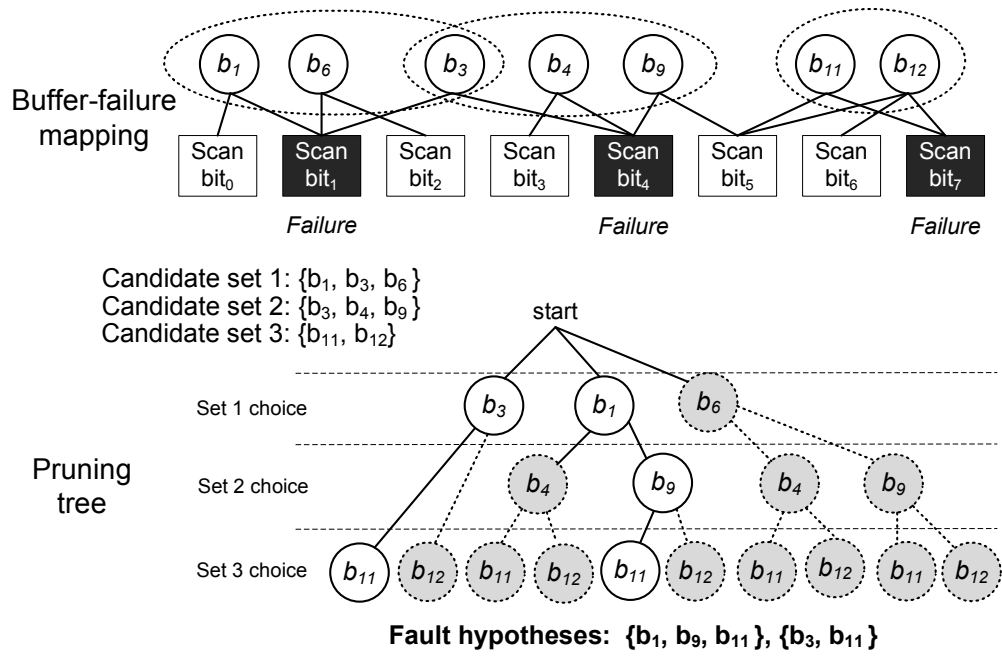 b₁ b₆ b₃ b₄ b₉ b₁₁ b₁₂
Buffer-failure
mapping
Scan Scan Scan Scan Scan Scan Scan Scan
bit₀ bit₁ bit₂ bit₃ bit₄ bit₅ bit₆ bit₇
Failure Failure Failure
Candidate set 1: {b₁, b₃, b₆}
Candidate set 2: {b₃, b₄, b₉}
Candidate set 3: {b₁₁, b₁₂}
start
Set 1 choice b₃ b₁ b₆
Pruning
tree
Set 2 choice b₄ b₉ b₄ b₉
Set 3 choice b₁₁ b₁₂ b₁₁ b₁₂ b₁₁ b₁₂ b₁₁ b₁₂ b₁₁ b₁₂
Fault hypotheses: {b₁, b₉, b₁₁}, {b₃, b₁₁}